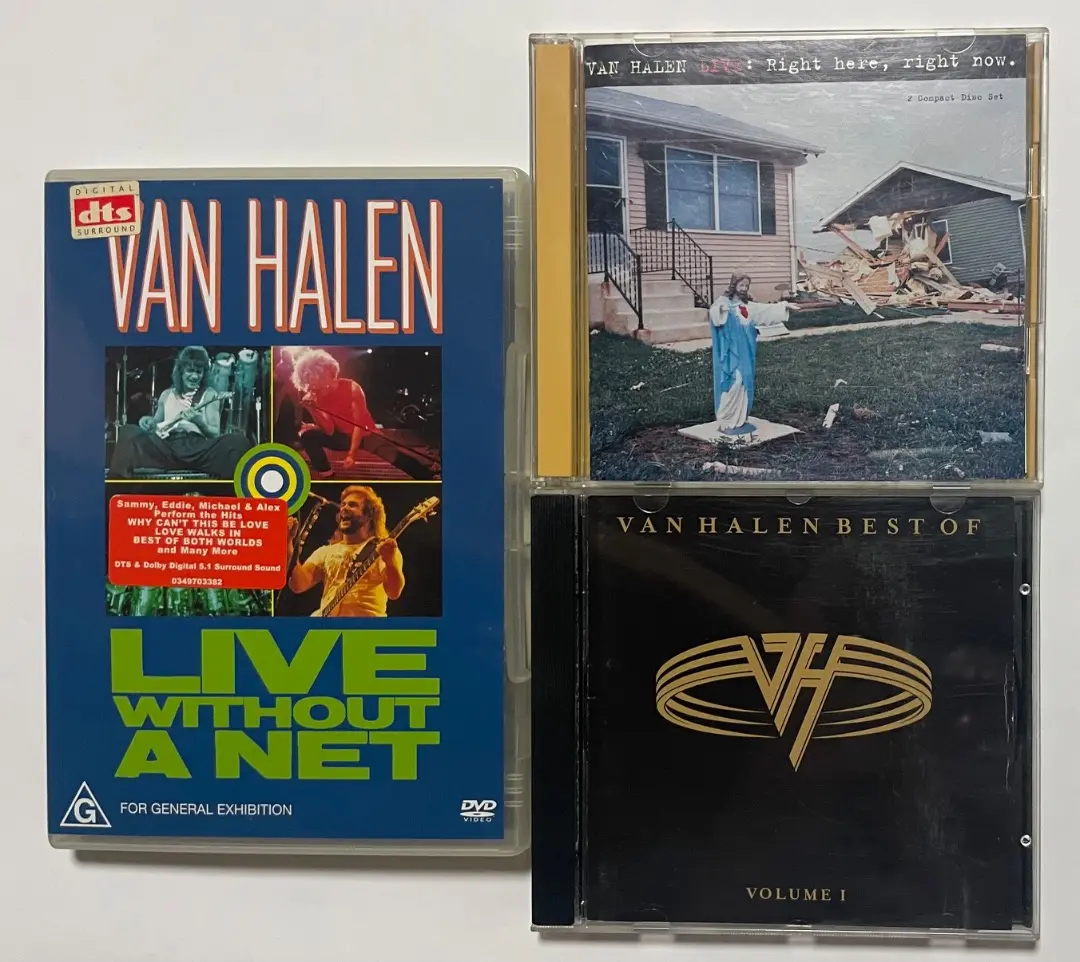 DIGITAL
dts
SURROUND
VAN HALEN
Sammy, Eddie, Michael & Alex
Perform the Hits
WHY CAN'T THIS BE LOVE
LOVE WALKS IN
BEST OF BOTH WORLDS
and Many More
DTS & Dolby Digital 5.1 Surround Sound
0349703382
LIVE
WITHOUT
A NET
G FOR GENERAL EXHIBITION
DVD
VIDEO
VAN HALEN LIVE: Right here, right now.
2 Compact Disc Set
VAN HALEN BEST OF
VH
VOLUME I